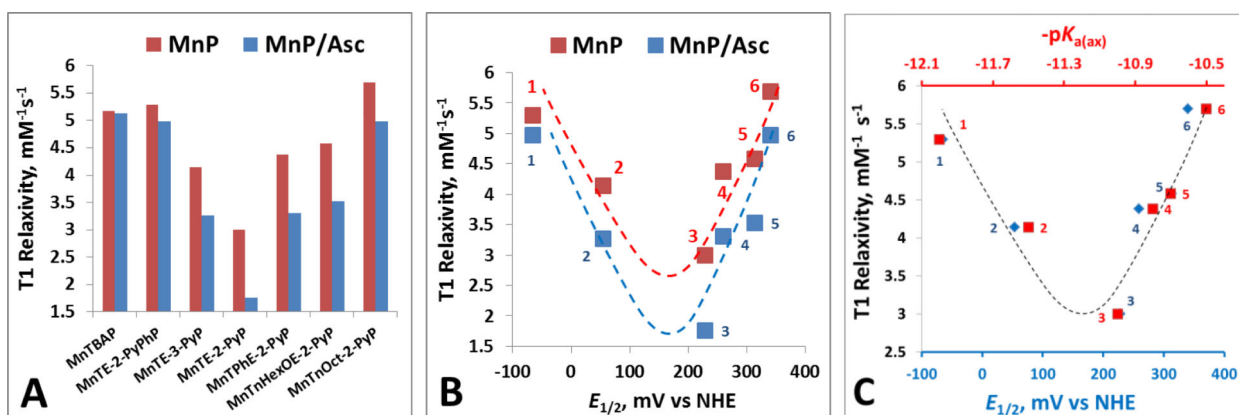 MnP MnP/Asc
T1 Relaxivity, mM⁻¹s⁻¹
6
5.5
5
4.5
4
3.5
3
2.5
2
1.5
MnTBAP
MnTE-2-PyPhP
MnTE-3-PyP
MnTE-2-PyP
MnTPhE-2-PyP
MnTnHexOE-2-PyP
MnTnOct-2-PyP
A
MnP MnP/Asc
T1 Relaxivity, mM⁻¹s⁻¹
6
5.5
5
4.5
4
3.5
3
2.5
2
1.5
1
2
3
4
5
6
1
2
3
4
5
6
-100 0 100 200 300 400
E1/2, mV vs NHE
B
-pKa(ax)
-12.1 -11.7 -11.3 -10.9 -10.5
T1 Relaxivity, mM⁻¹ s⁻¹
6
5.5
5
4.5
4
3.5
3
2.5
1
2
3
4
5
6
1
2
3
4
5
6
-100 0 100 200 300 400
E1/2, mV vs NHE
C